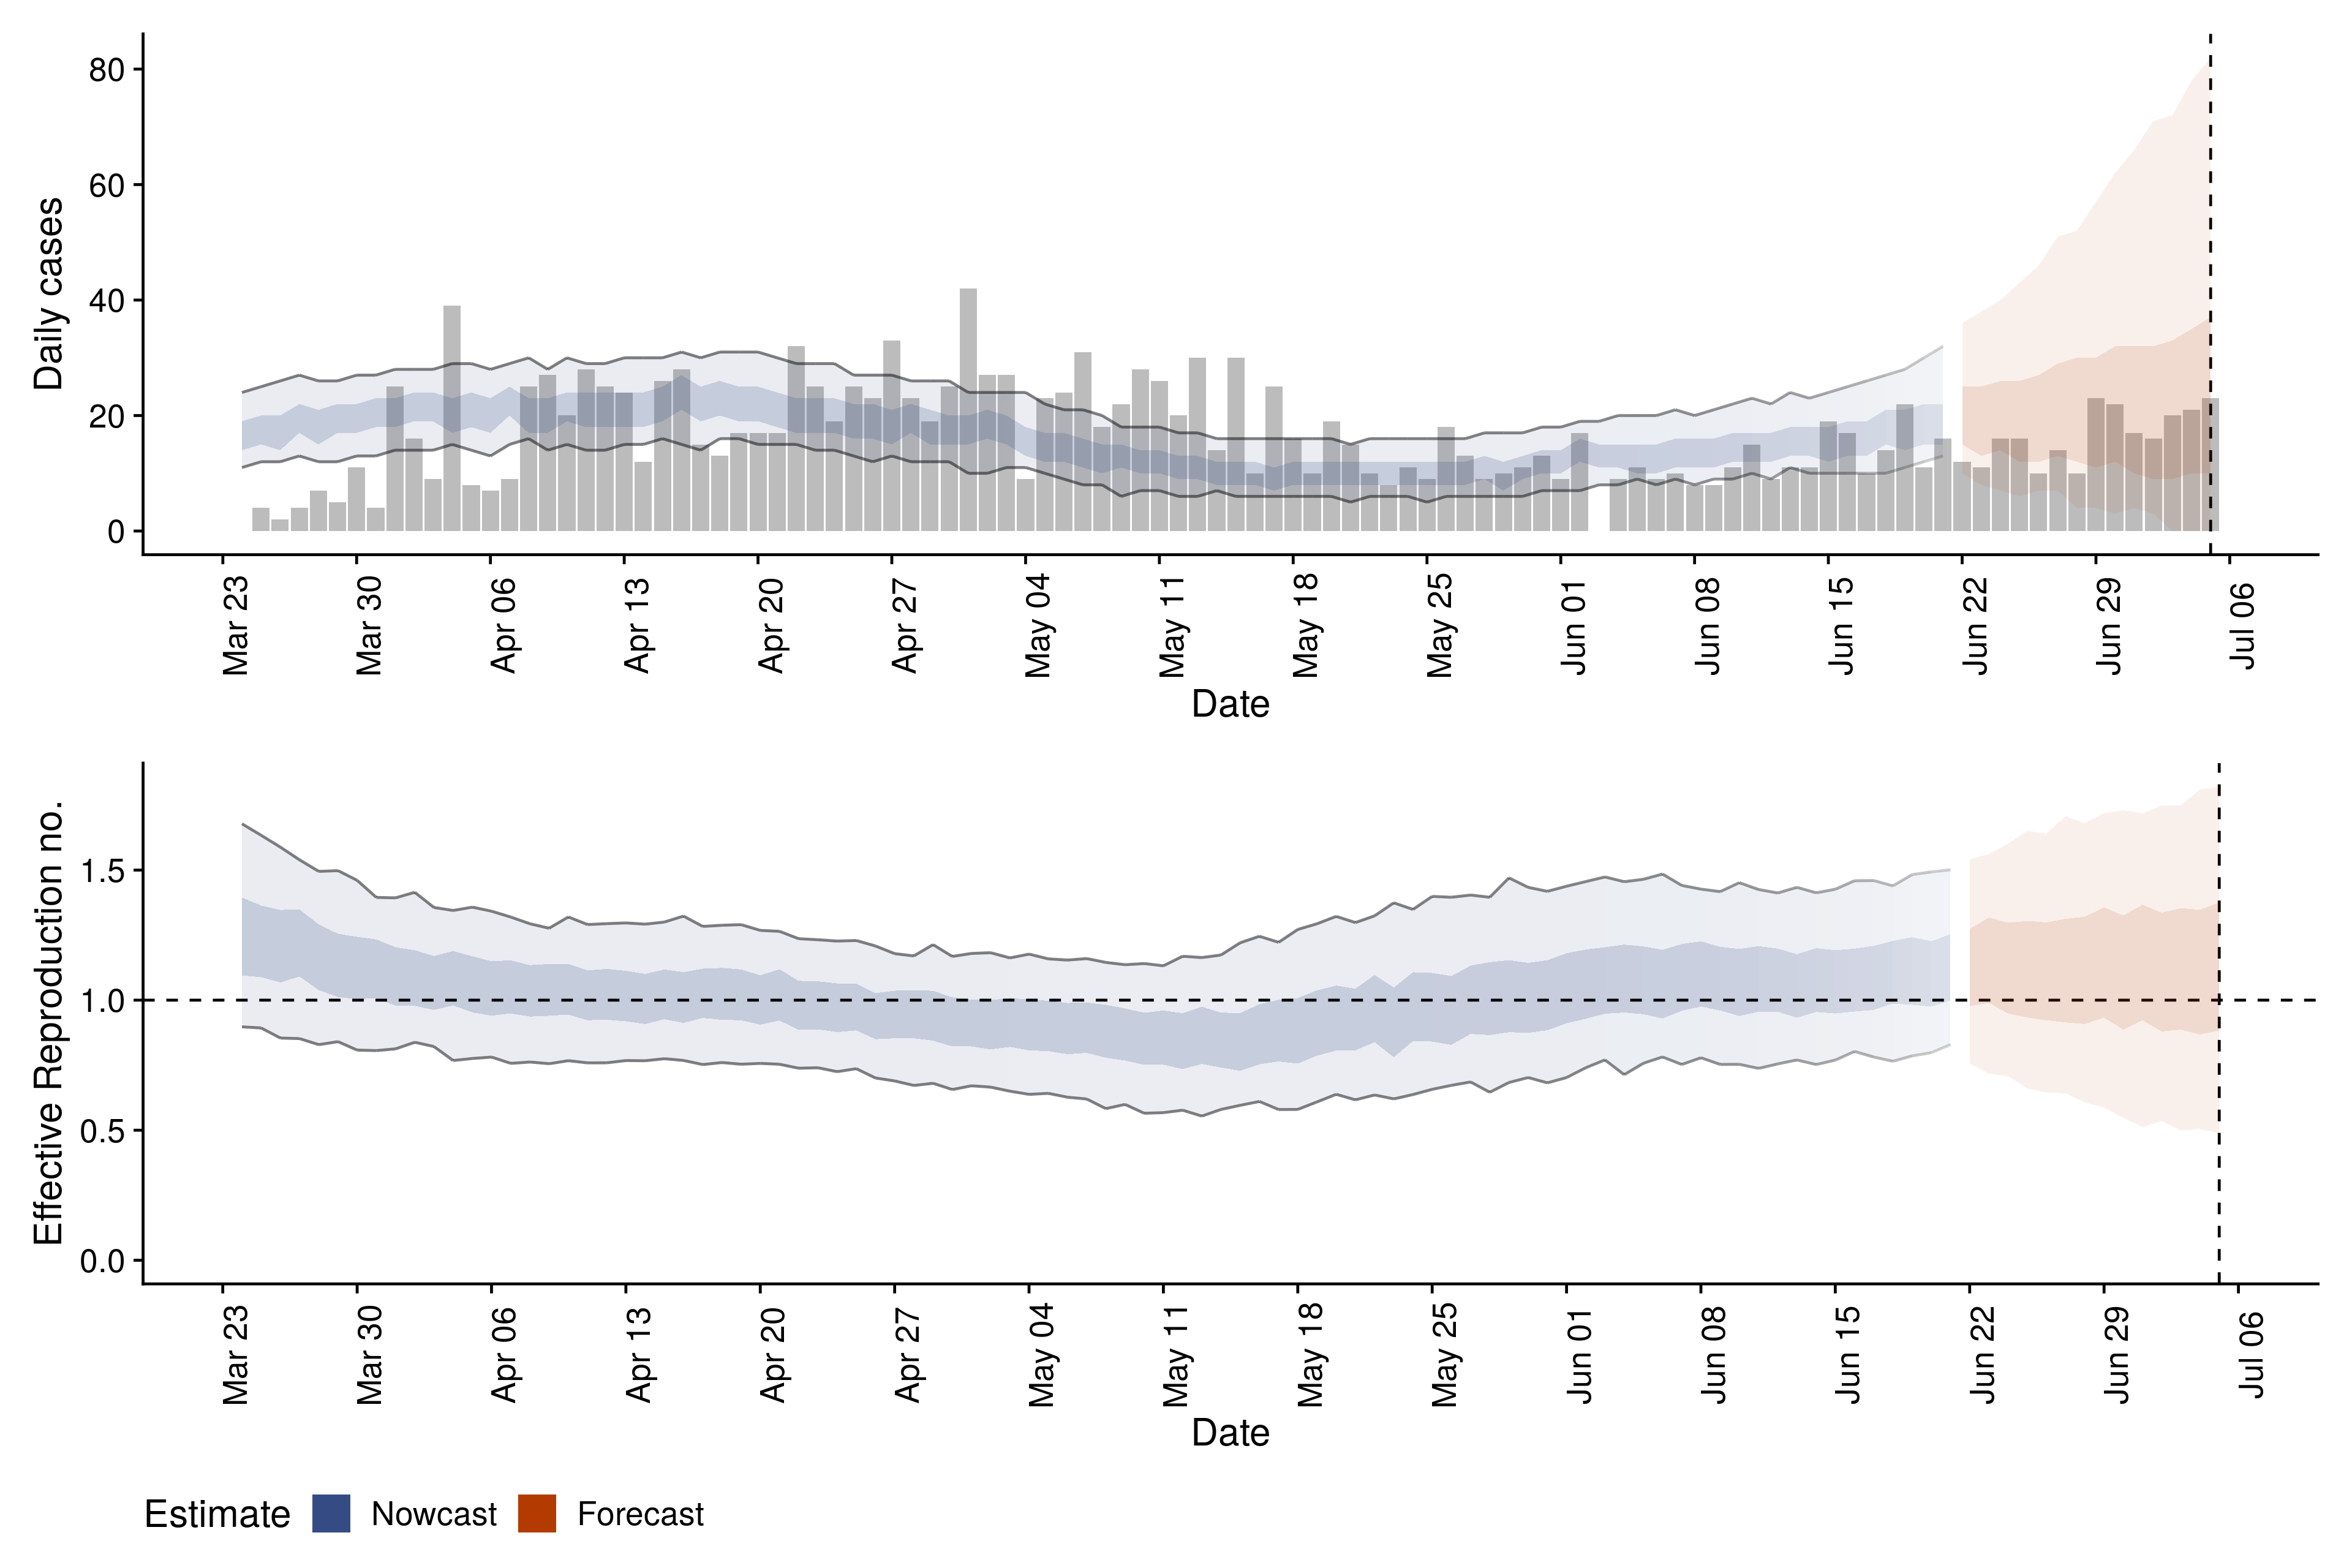 Daily cases
80
60
40
20
0
Mar 23
Mar 30
Apr 06
Apr 13
Apr 20
Apr 27
May 04
May 11
May 18
May 25
Jun 01
Jun 08
Jun 15
Jun 22
Jun 29
Jul 06
Date
Effective Reproduction no.
1.5
1.0
0.5
0.0
Mar 23
Mar 30
Apr 06
Apr 13
Apr 20
Apr 27
May 04
May 11
May 18
May 25
Jun 01
Jun 08
Jun 15
Jun 22
Jun 29
Jul 06
Date
Estimate Nowcast Forecast